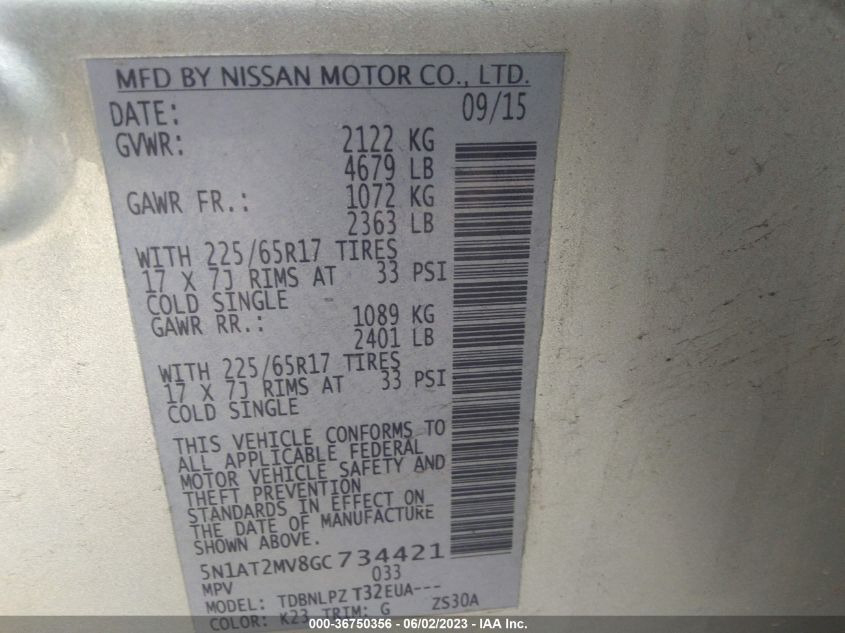 MFD BY NISSAN MOTOR CO., LTD.
DATE: 09/15
GVWR: 2122 KG
4679 LB
GAWR FR.: 1072 KG
2363 LB
WITH 225/65R17 TIRES
17 X 7J RIMS AT 33 PSI
COLD SINGLE
GAWR RR.: 1089 KG
2401 LB
WITH 225/65R17 TIRES
17 X 7J RIMS AT 33 PSI
COLD SINGLE
THIS VEHICLE CONFORMS TO
ALL APPLICABLE FEDERAL
MOTOR VEHICLE SAFETY AND
THEFT PREVENTION
STANDARDS IN EFFECT ON
THE DATE OF MANUFACTURE
SHOWN ABOVE.
5N1AT2MV8GC734421
MPV 033
MODEL: TDBNLPZ T32EUA---
COLOR: K23 TRIM: G ZS30A
000-36750356 - 06/02/2023 - IAA Inc.